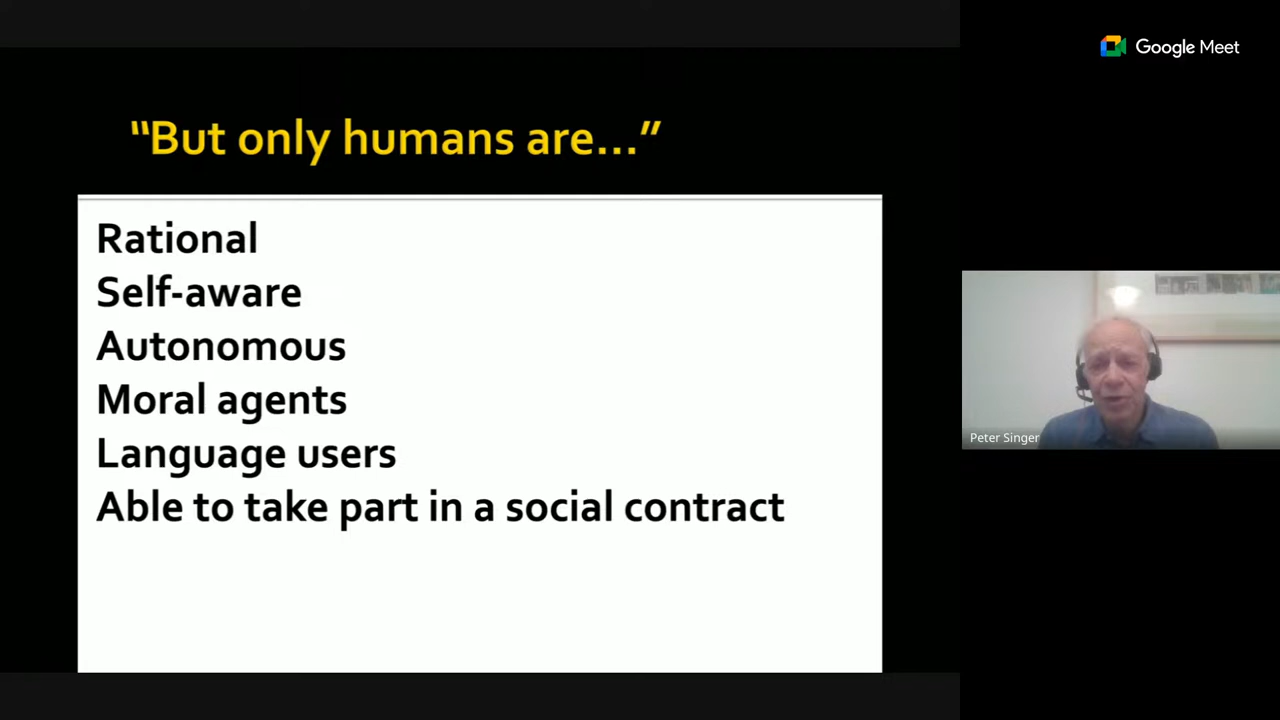 Google Meet
“But only humans are...”
Rational
Self-aware
Autonomous
Moral agents
Language users
Able to take part in a social contract
Peter Singer